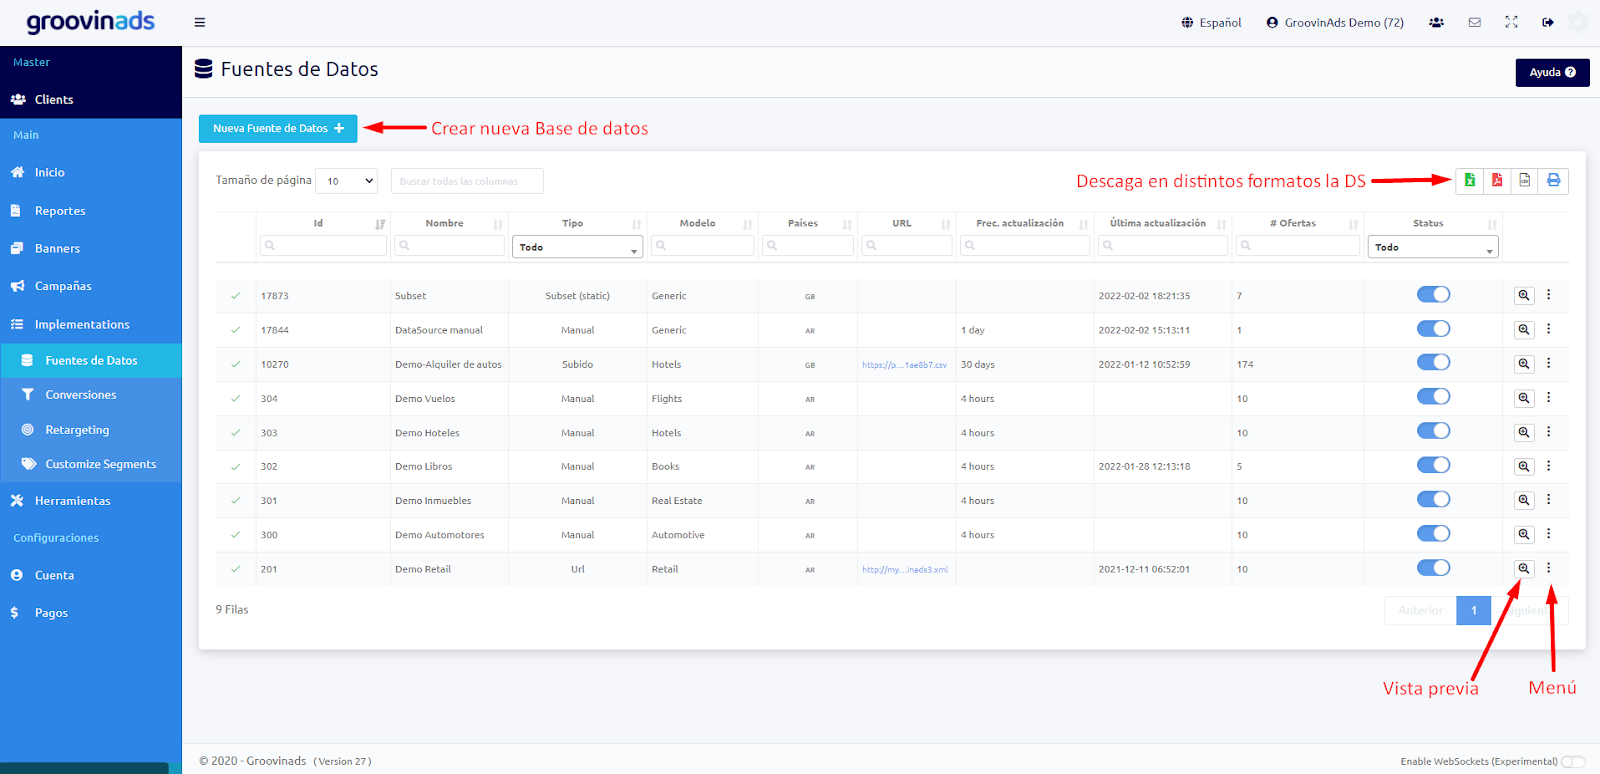 groovinads
Español
GroovinAds Demo (72)
Master
Clients
Main
Inicio
Reportes
Banners
Campañas
Implementations
Fuentes de Datos
Conversiones
Retargeting
Customize Segments
Herramientas
Configuraciones
Cuenta
$ Pagos
Fuentes de Datos
Ayuda ?
Nueva Fuente de Datos +
Crear nueva Base de datos
Tamaño de página 10
Buscar todas las columnas
Descaga en distintos formatos la DS
Id Nombre Tipo Modelo Países URL Frec. actualización Última actualización # Ofertas Status
Todo Todo
17873 Subset Subset (static) Generic GB 2022-02-02 18:21:35 7
17844 DataSource manual Manual Generic AR 1 day 2022-02-02 15:13:11 1
10270 Demo-Alquiler de autos Subido Hotels GB https://p...1ae8b7.csv 30 days 2022-01-12 10:52:59 174
304 Demo Vuelos Manual Flights AR 4 hours 10
303 Demo Hoteles Manual Hotels AR 4 hours 10
302 Demo Libros Manual Books AR 4 hours 2022-01-28 12:13:18 5
301 Demo Inmuebles Manual Real Estate AR 4 hours 10
300 Demo Automotores Manual Automotive AR 4 hours 10
201 Demo Retail Url Retail AR http://my...inads3.xml 10 2021-12-11 06:52:01
9 Filas
Anterior 1 Siguiente
Vista previa
Menú
© 2020 - Groovinads (Version 27)
Enable WebSockets (Experimental)